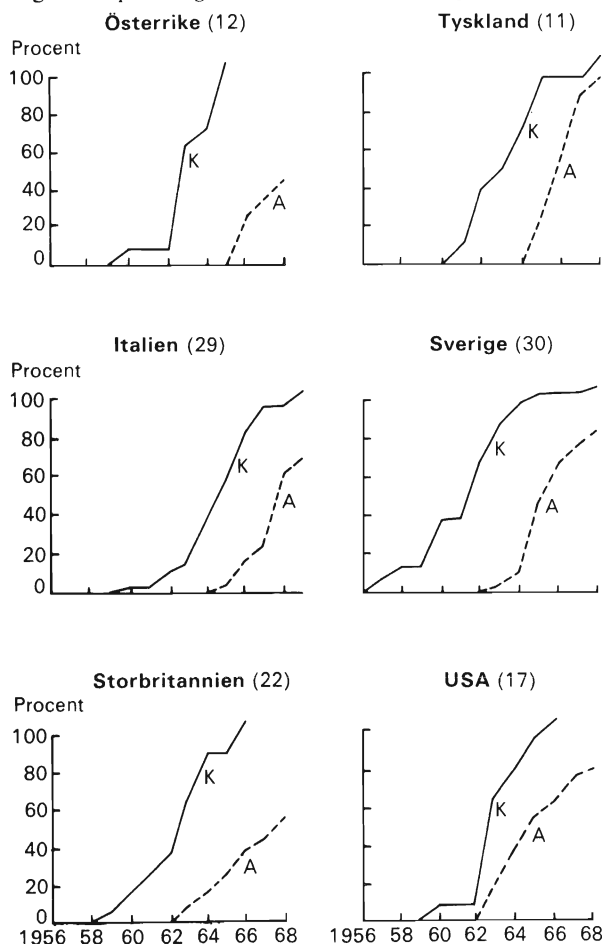 Österrike (12)
Procent
100
80
60
40
20
0
K
A
Tyskland (11)
K
A
Italien (29)
Procent
100
80
60
40
20
0
K
A
Sverige (30)
K
A
Storbritannien (22)
Procent
100
80
60
40
20
0
K
A
1956 58 60 62 64 66 68
USA (17)
K
A
1956 58 60 62 64 66 68